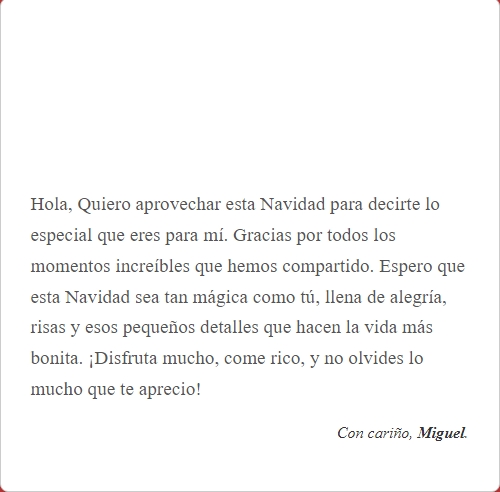 Hola, Quiero aprovechar esta Navidad para decirte lo
especial que eres para mí. Gracias por todos los
momentos increíbles que hemos compartido. Espero que
esta Navidad sea tan mágica como tú, llena de alegría,
risas y esos pequeños detalles que hacen la vida más
bonita. ¡Disfruta mucho, come rico, y no olvides lo
mucho que te aprecio!
Con cariño, Miguel.